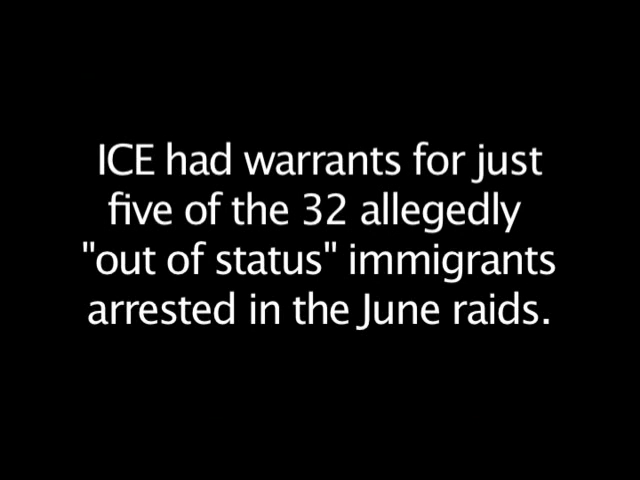 ICE had warrants for just
five of the 32 allegedly
"out of status" immigrants
arrested in the June raids.